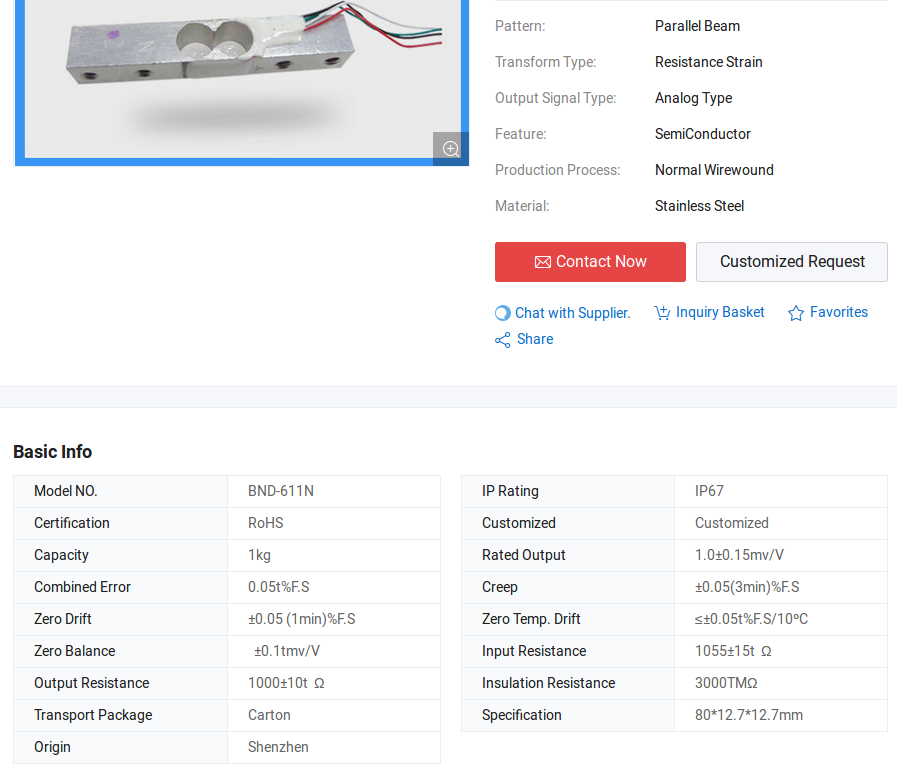 Pattern: Parallel Beam
Transform Type: Resistance Strain
Output Signal Type: Analog Type
Feature: SemiConductor
Production Process: Normal Wirewound
Material: Stainless Steel
Contact Now
Customized Request
Chat with Supplier. Inquiry Basket Favorites
Share
Basic Info
Model NO. BND-611N IP Rating IP67
Certification RoHS Customized Customized
Capacity 1kg Rated Output 1.0±0.15mv/V
Combined Error 0.05t%F.S Creep ±0.05(3min)%F.S
Zero Drift ±0.05 (1min)%F.S Zero Temp. Drift ≤±0.05t%F.S/10ºC
Zero Balance ±0.1tmv/V Input Resistance 1055±15t Ω
Output Resistance 1000±10t Ω Insulation Resistance 3000TMΩ
Transport Package Carton Specification 80*12.7*12.7mm
Origin Shenzhen